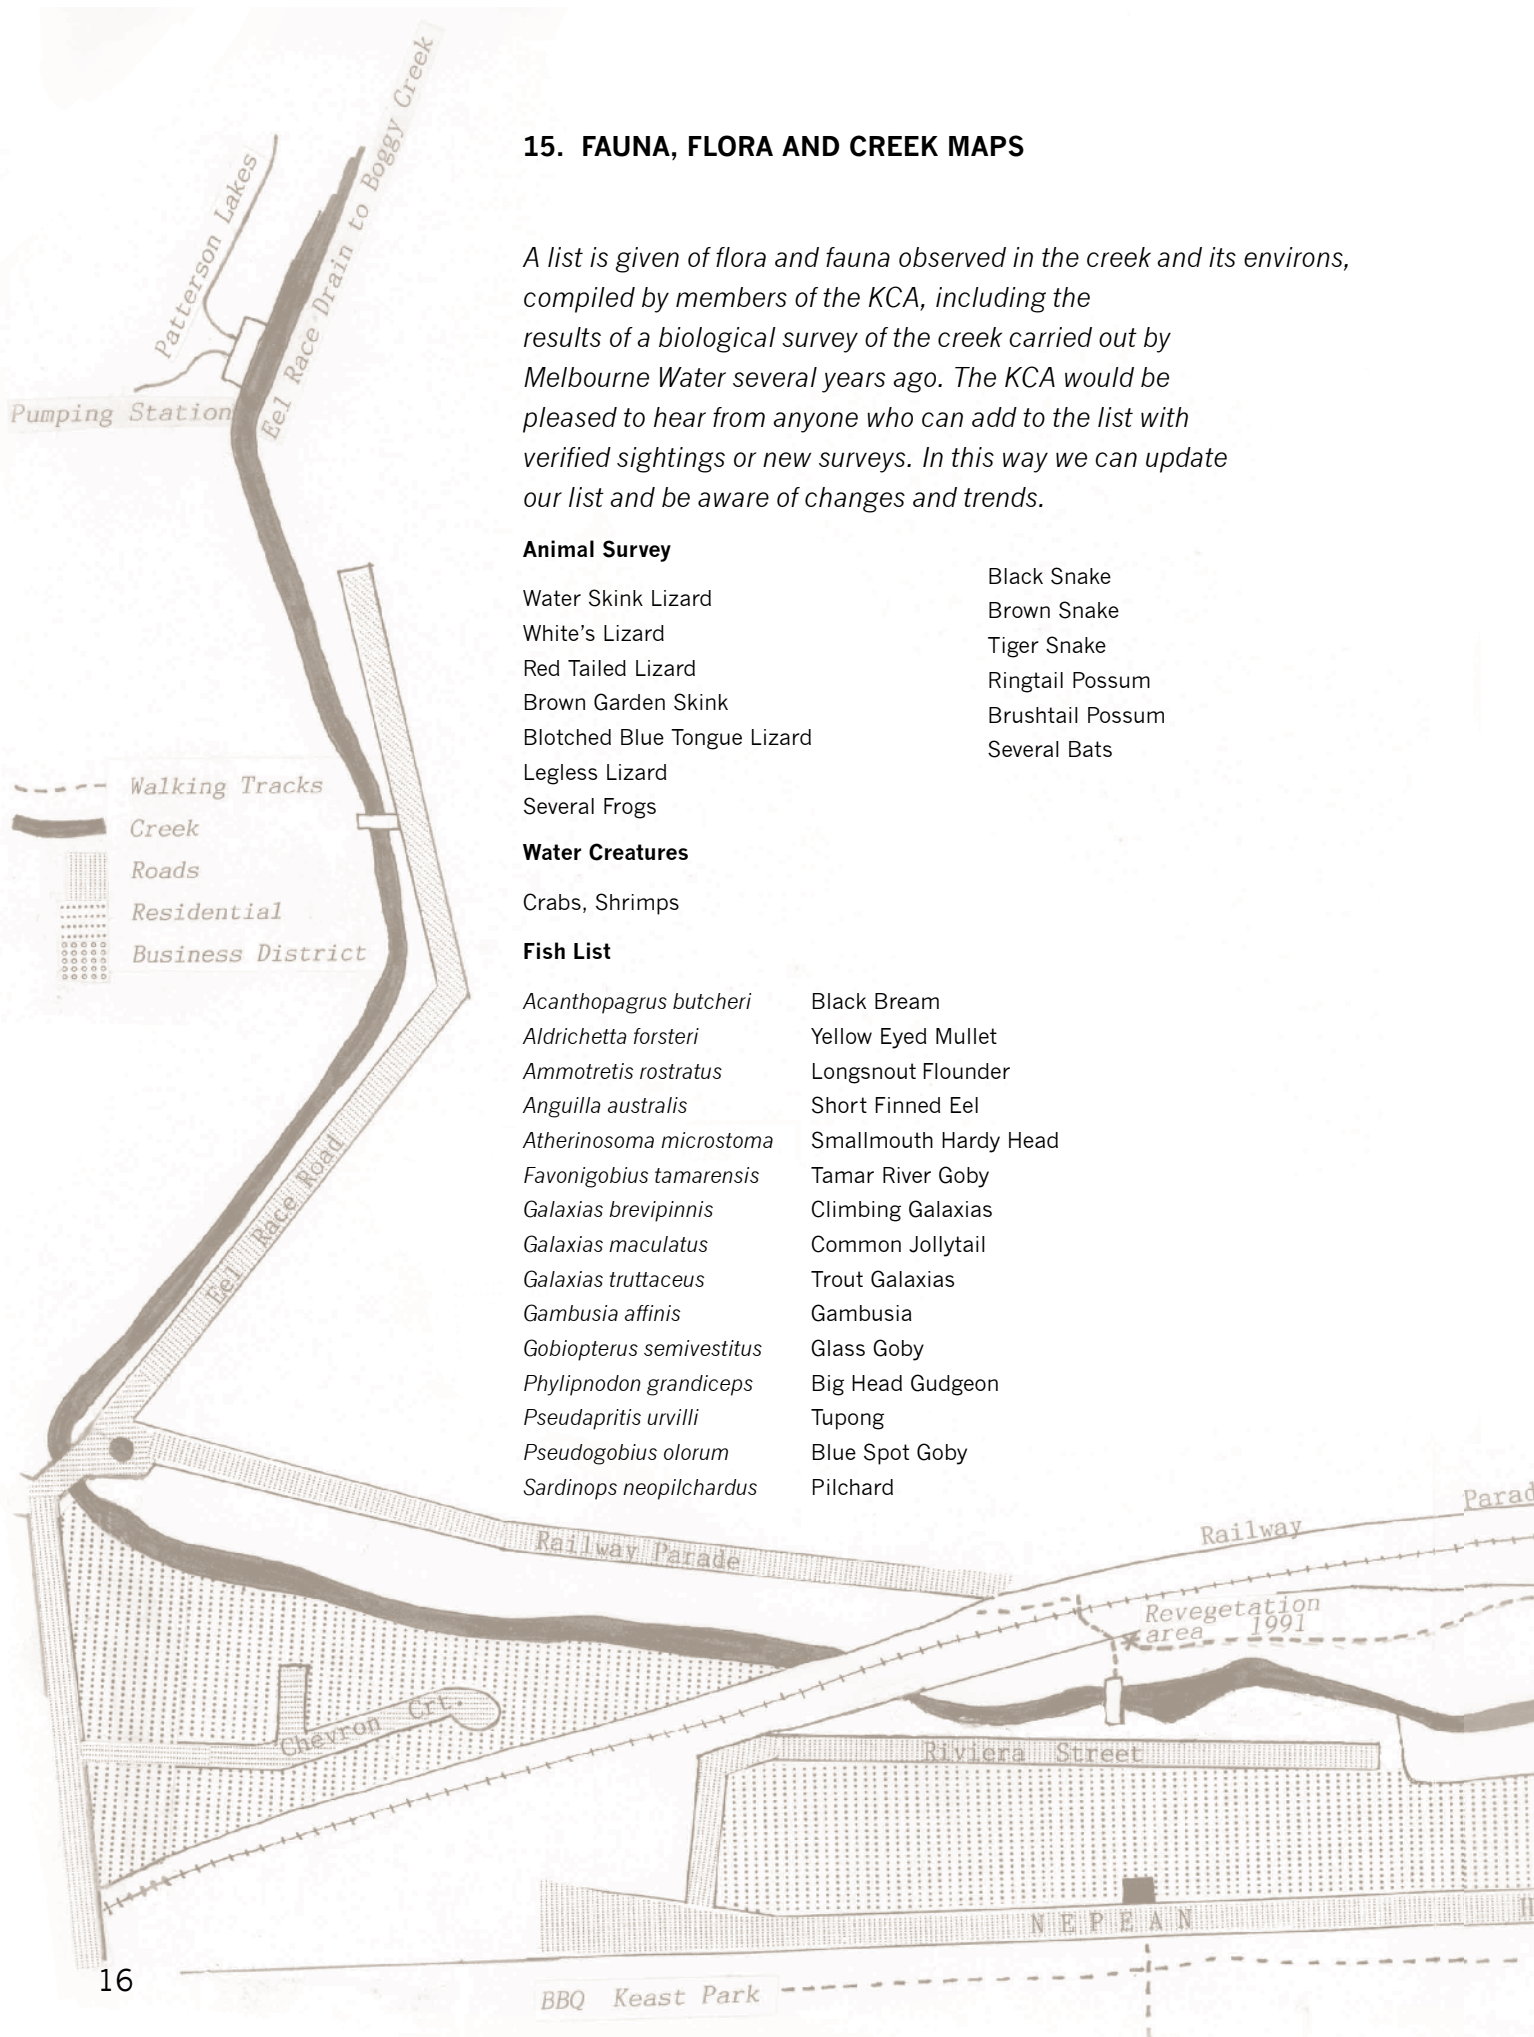 15. FAUNA, FLORA AND CREEK MAPS
A list is given of flora and fauna observed in the creek and its environs,
compiled by members of the KCA, including the
results of a biological survey of the creek carried out by
Melbourne Water several years ago. The KCA would be
pleased to hear from anyone who can add to the list with
verified sightings or new surveys. In this way we can update
our list and be aware of changes and trends.
Animal Survey
Water Skink Lizard
White's Lizard
Red Tailed Lizard
Brown Garden Skink
Blotched Blue Tongue Lizard
Legless Lizard
Several Frogs
Black Snake
Brown Snake
Tiger Snake
Ringtail Possum
Brushtail Possum
Several Bats
Water Creatures
Crabs, Shrimps
Fish List
Acanthopagrus butcheri Black Bream
Aldrichetta forsteri Yellow Eyed Mullet
Ammotretis rostratus Longsnout Flounder
Anguilla australis Short Finned Eel
Atherinosoma microstoma Smallmouth Hardy Head
Favonigobius tamarensis Tamar River Goby
Galaxias brevipinnis Climbing Galaxias
Galaxias maculatus Common Jollytail
Galaxias truttaceus Trout Galaxias
Gambusia affinis Gambusia
Gobiopterus semivestitus Glass Goby
Phylipnodon grandiceps Big Head Gudgeon
Pseudapritis urvilli Tupong
Pseudogobius olorum Blue Spot Goby
Sardinops neopilchardus Pilchard
Patterson Lakes
Eel Race Drain to Boggy Creek
Pumping Station
Walking Tracks
Creek
Roads
Residential
Business District
Eel Race Road
Railway Parade
Railway Parad
Revegetation
area 1991
Chevron Crt.
Riviera Street
NEPEAN H
BBQ Keast Park
16